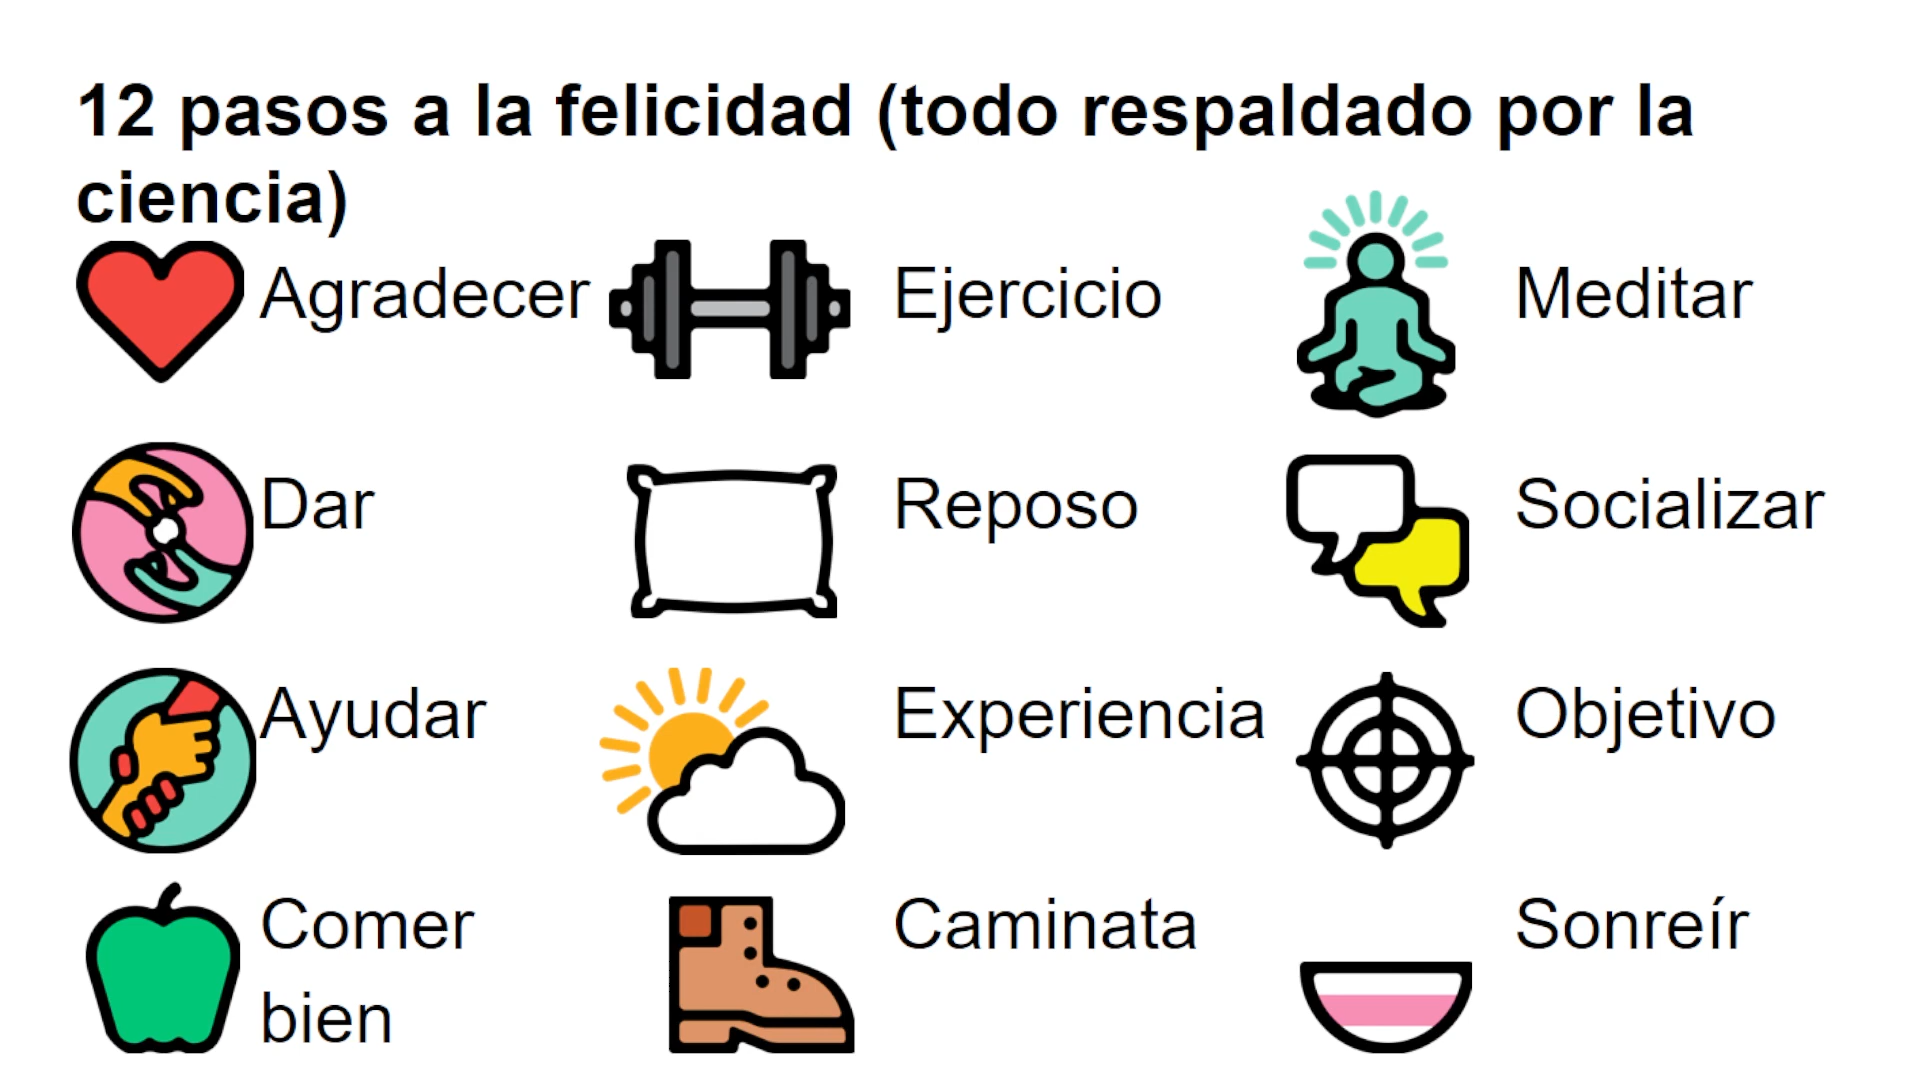 12 pasos a la felicidad (todo respaldado por la
ciencia)
Agradecer
Ejercicio
Meditar
Dar
Reposo
Socializar
Ayudar
Experiencia
Objetivo
Comer
bien
Caminata
Sonreír